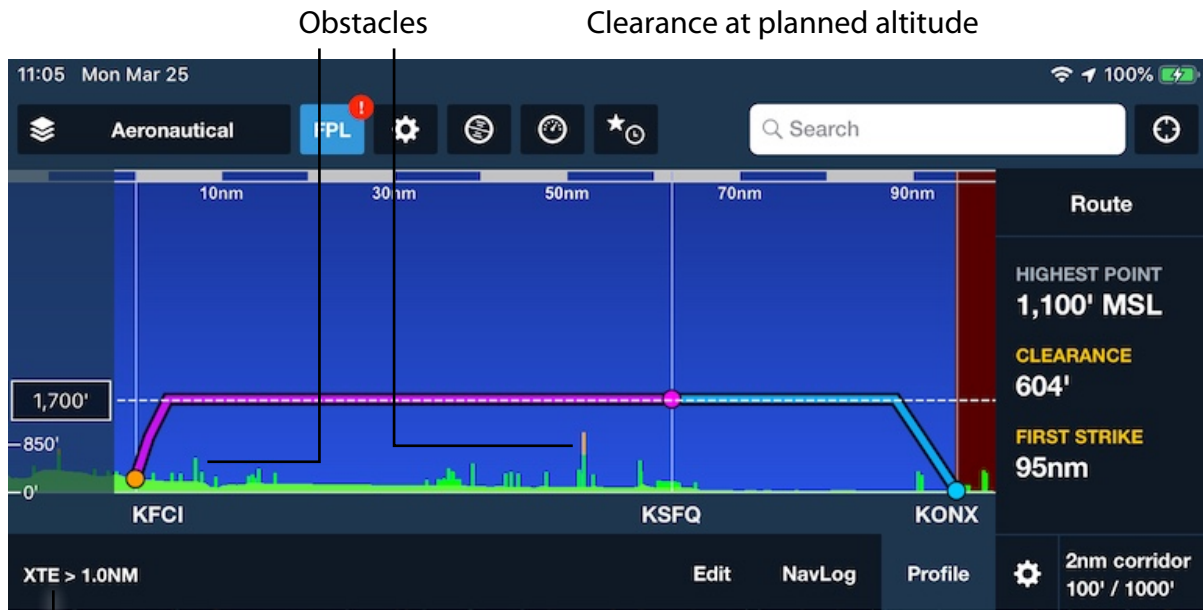 Obstacles Clearance at planned altitude
11:05 Mon Mar 25 100%
Aeronautical FPL ! Search
10nm 30nm 50nm 70nm 90nm
Route
HIGHEST POINT
1,100' MSL
CLEARANCE
604'
1,700'
850'
FIRST STRIKE
95nm
0'
KFCI KSFQ KONX
XTE > 1.0NM Edit NavLog Profile 2nm corridor
100' / 1000'